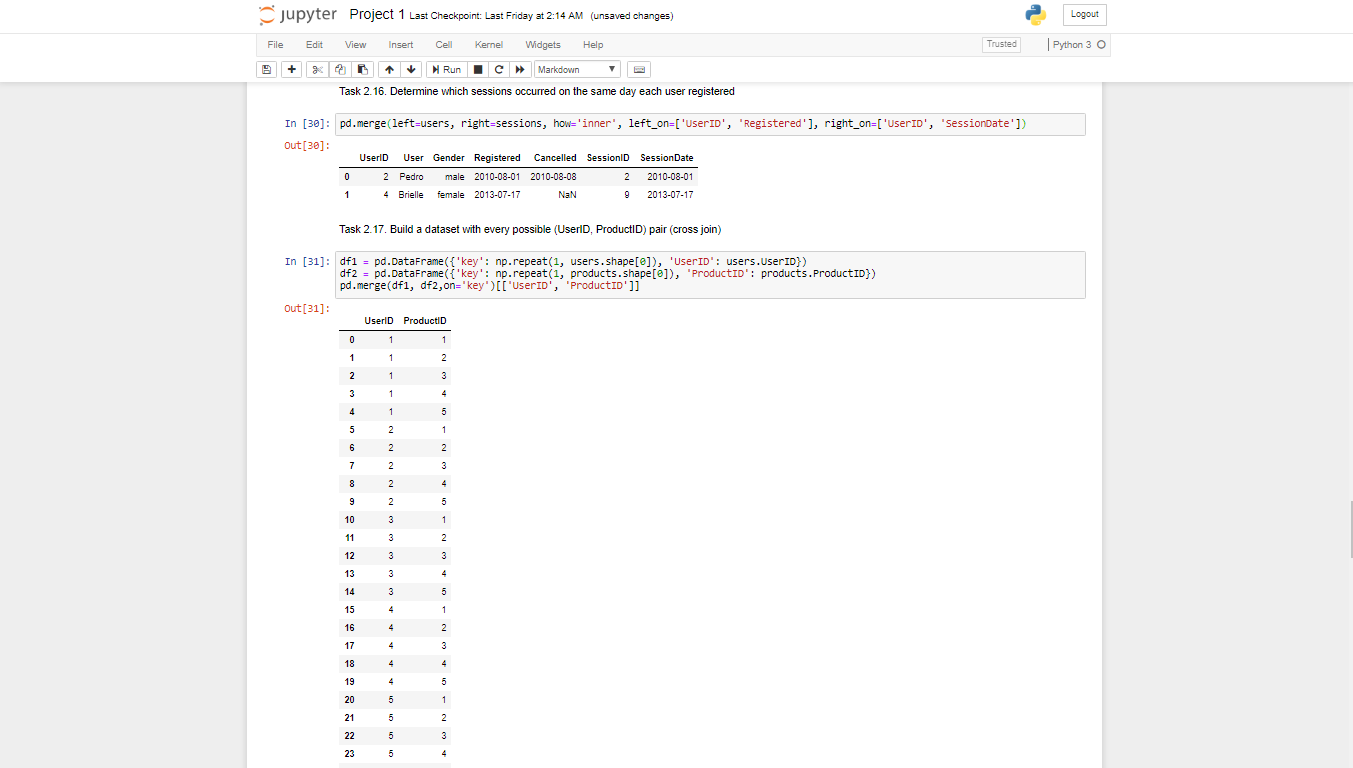 jupyter Project 1 Last Checkpoint: Last Friday at 2:14 AM (unsaved changes) Logout
File Edit View Insert Cell Kernel Widgets Help Trusted Python 3
Run Markdown
Task 2.16. Determine which sessions occurred on the same day each user registered
In [30]: pd.merge(left=users, right=sessions, how='inner', left_on=['UserID', 'Registered'], right_on=['UserID', 'SessionDate'])
Out[30]:
UserID User Gender Registered Cancelled SessionID SessionDate
0 2 Pedro male 2010-08-01 2010-08-08 2 2010-08-01
1 4 Brielle female 2013-07-17 NaN 9 2013-07-17
Task 2.17. Build a dataset with every possible (UserID, ProductID) pair (cross join)
In [31]: df1 = pd.DataFrame({'key': np.repeat(1, users.shape[0]), 'UserID': users.UserID})
df2 = pd.DataFrame({'key': np.repeat(1, products.shape[0]), 'ProductID': products.ProductID})
pd.merge(df1, df2,on='key')[['UserID', 'ProductID']]
Out[31]:
UserID ProductID
0 1 1
1 1 2
2 1 3
3 1 4
4 1 5
5 2 1
6 2 2
7 2 3
8 2 4
9 2 5
10 3 1
11 3 2
12 3 3
13 3 4
14 3 5
15 4 1
16 4 2
17 4 3
18 4 4
19 4 5
20 5 1
21 5 2
22 5 3
23 5 4